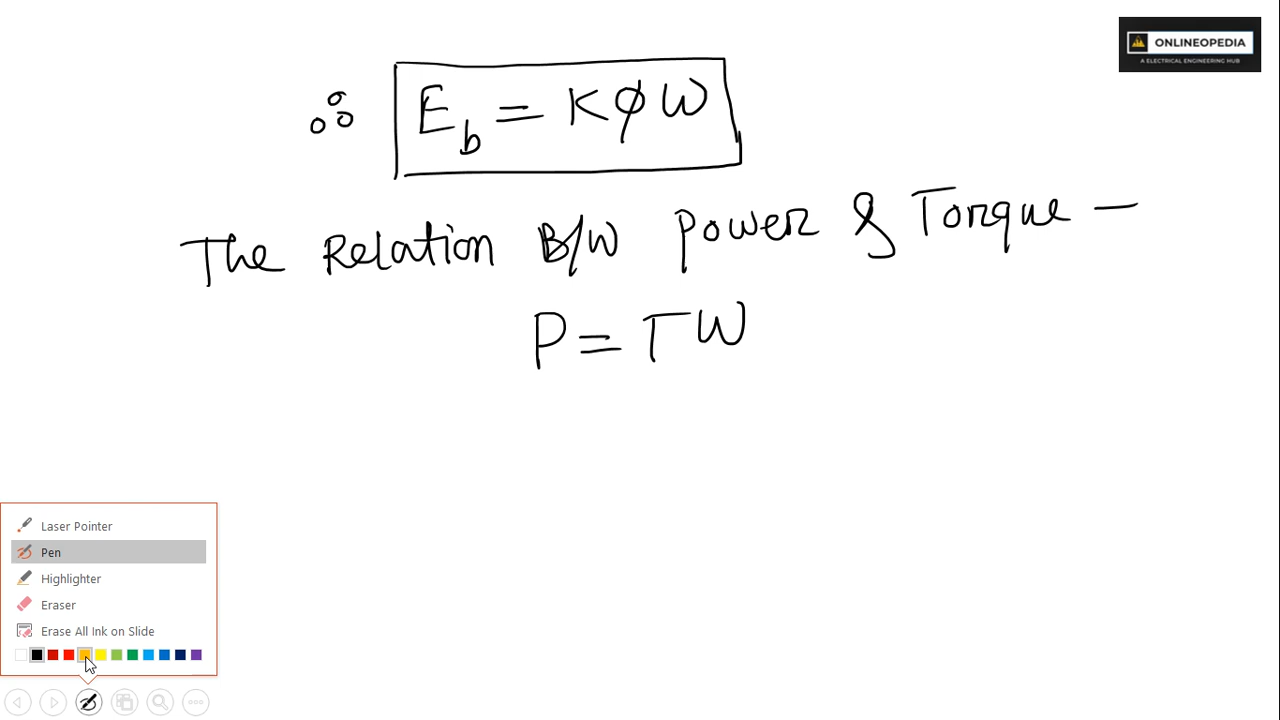 ONLINEOPEDIA
A ELECTRICAL ENGINEERING HUB
∴ E_b = KΦW
The Relation B/W Power & Torque —
P = TW
Laser Pointer
Pen
Highlighter
Eraser
Erase All Ink on Slide